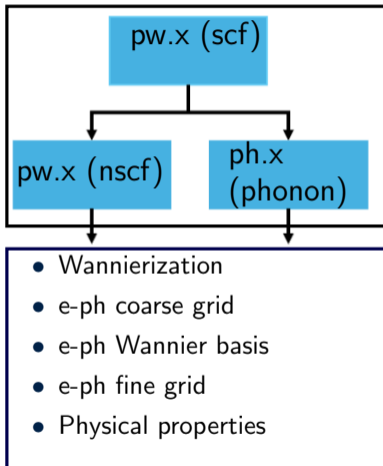 pw.x (scf)
pw.x (nscf)
ph.x
(phonon)
• Wannierization
• e-ph coarse grid
• e-ph Wannier basis
• e-ph fine grid
• Physical properties